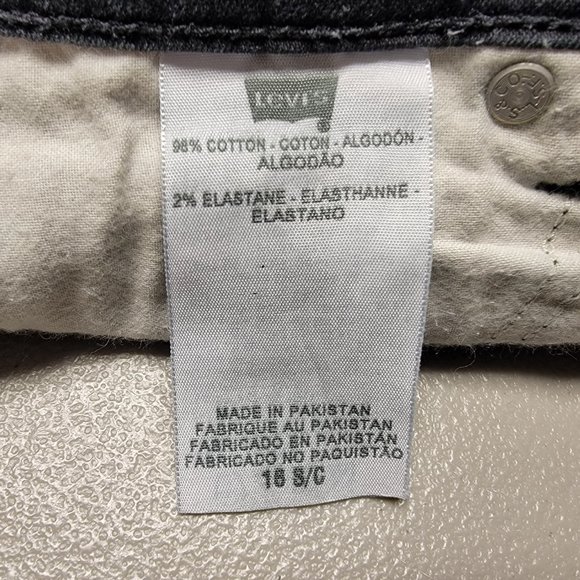 LEVI'S
98% COTTON - COTON - ALGODÓN -
ALGODÃO
2% ELASTANE - ELASTHANNE -
ELASTANO
MADE IN PAKISTAN
FABRIQUE AU PAKISTAN
FABRICADO EN PAKISTÁN
FABRICADO NO PAQUISTÃO
16 S/C